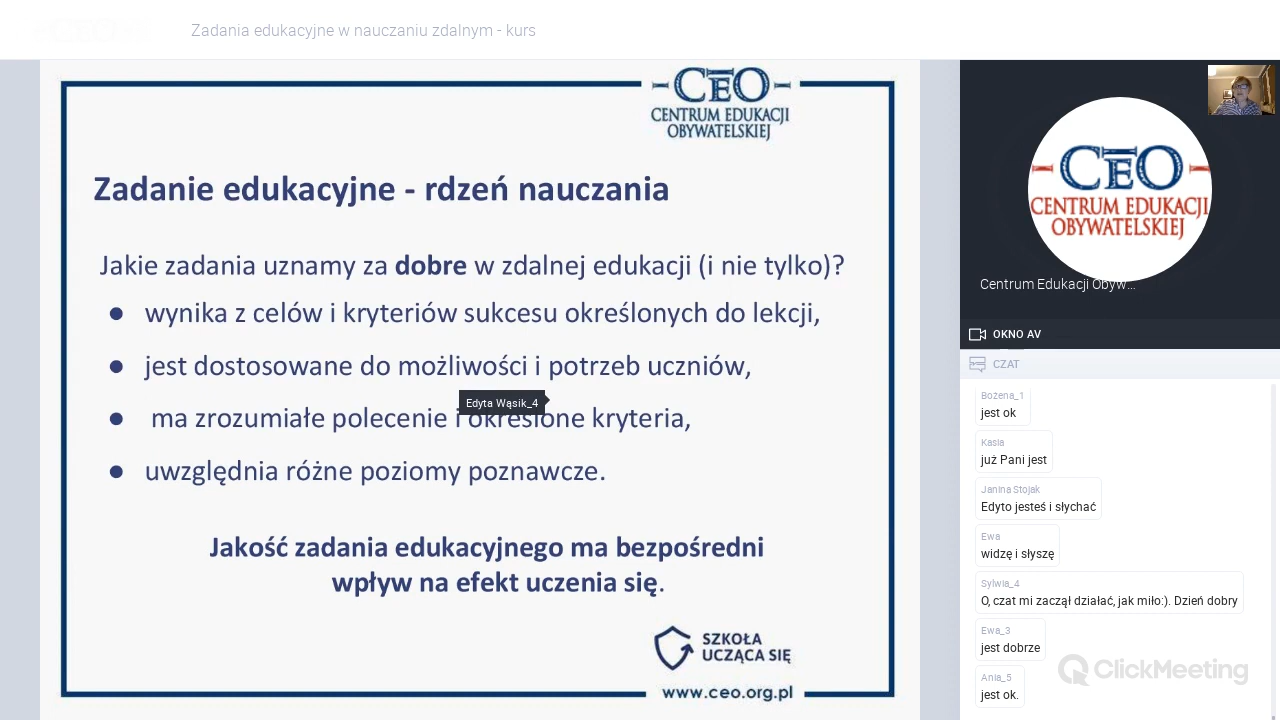 Zadania edukacyjne w nauczaniu zdalnym - kurs
CEO
CENTRUM EDUKACJI
OBYWATELSKIEJ
Zadanie edukacyjne - rdzeń nauczania
Jakie zadania uznamy za dobre w zdalnej edukacji (i nie tylko)?
● wynika z celów i kryteriów sukcesu określonych do lekcji,
● jest dostosowane do możliwości i potrzeb uczniów,
Edyta Wąsik_4
● ma zrozumiałe polecenie i określone kryteria,
● uwzględnia różne poziomy poznawcze.
Jakość zadania edukacyjnego ma bezpośredni
wpływ na efekt uczenia się.
SZKOŁA
UCZĄCA SIĘ
www.ceo.org.pl
CEO
CENTRUM EDUKACJI
OBYWATELSKIEJ
Centrum Edukacji Obyw...
OKNO AV
CZAT
Bożena_1
jest ok
Kasia
już Pani jest
Janina Stojak
Edyto jesteś i słychać
Ewa
widzę i słyszę
Sylwia_4
O, czat mi zaczął działać, jak miło:). Dzień dobry
Ewa_3
jest dobrze
Ania_5
jest ok.
ClickMeeting